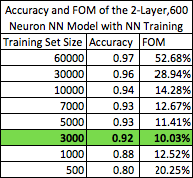 Accuracy and FOM of the 2-Layer,600
Neuron NN Model with NN Training
Training Set Size Accuracy FOM
60000 0.97 52.68%
30000 0.96 28.94%
10000 0.94 14.28%
7000 0.93 12.67%
5000 0.93 11.41%
3000 0.92 10.03%
1000 0.88 12.52%
500 0.80 20.25%